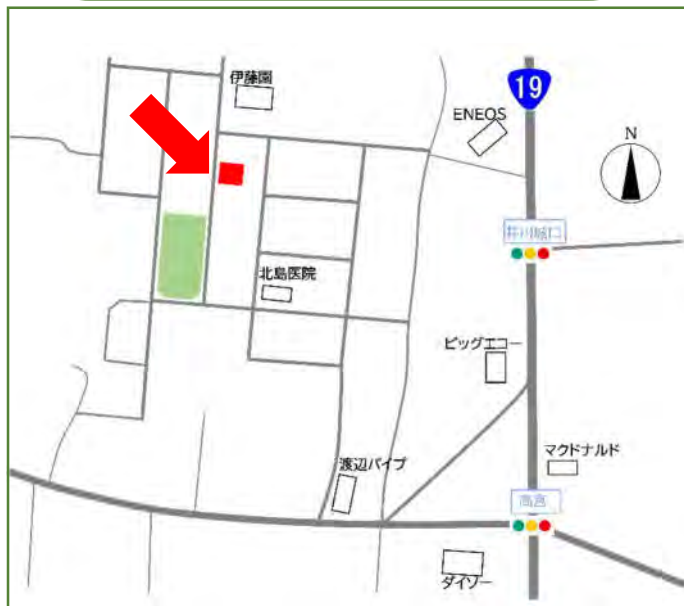 伊藤園
19
ENEOS
N
井川城口
北島医院
ビッグエコー
マクドナルド
渡辺パイプ
高宮
ダイソー